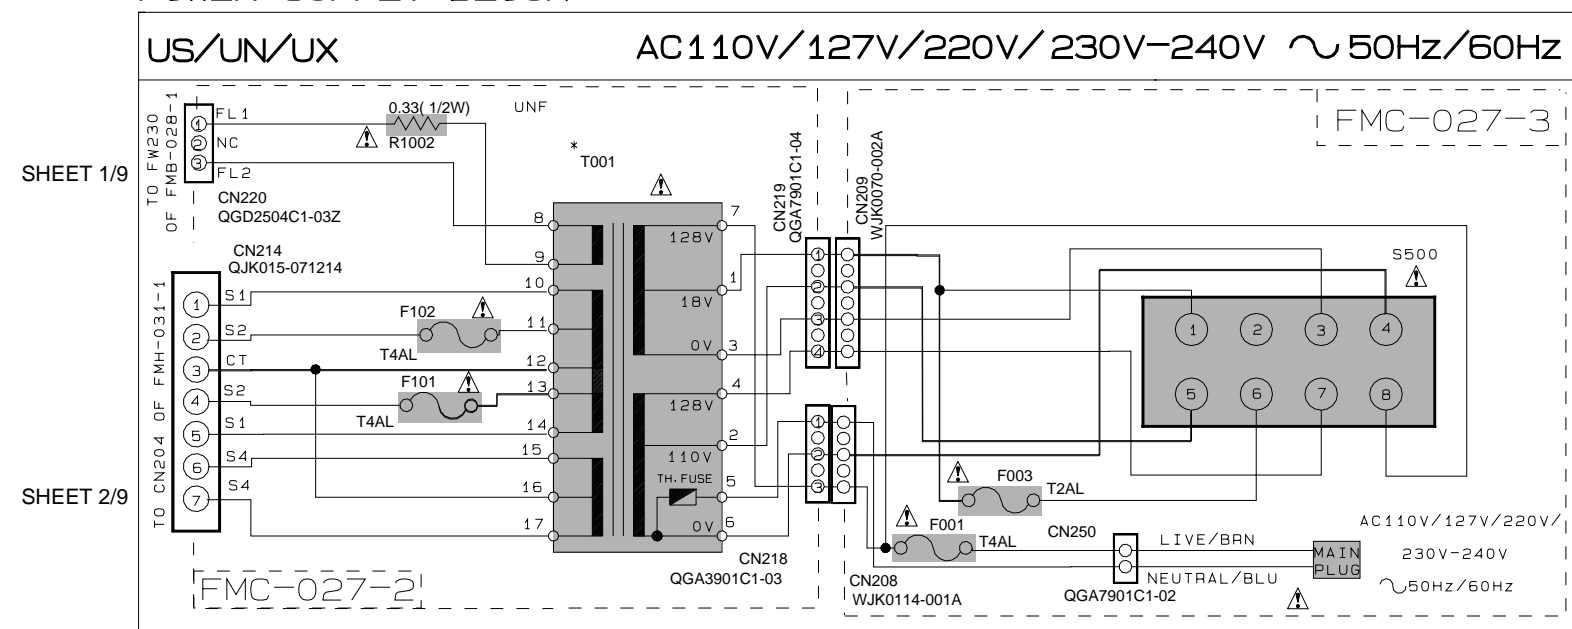 US/UN/UX
AC110V/127V/220V/230V-240V ∿ 50Hz/60Hz
SHEET 1/9
TO FW230
OF FMB-028-1
1
2
3
FL1
NC
FL2
CN220
QGD2504C1-03Z
0.33(1/2W)
R1002
UNF
*
T001
CN219
QGA7901C1-04
CN209
WJK0070-002A
FMC-027-3
CN214
QJK015-071214
SHEET 2/9
TO CN204 OF FMH-031-1
1
2
3
4
5
6
7
S1
S2
CT
S2
S1
S4
S4
F102
T4AL
F101
T4AL
8
9
10
11
12
13
14
15
16
17
128V
18V
0V
128V
110V
TH.FUSE
0V
7
1
3
4
2
5
6
1
2
3
4
1
2
3
S500
1
2
3
4
5
6
7
8
F003
T2AL
F001
T4AL
CN250
LIVE/BRN
NEUTRAL/BLU
MAIN
PLUG
AC110V/127V/220V/
230V-240V
∿50Hz/60Hz
CN218
QGA3901C1-03
CN208
WJK0114-001A
QGA7901C1-02
FMC-027-2